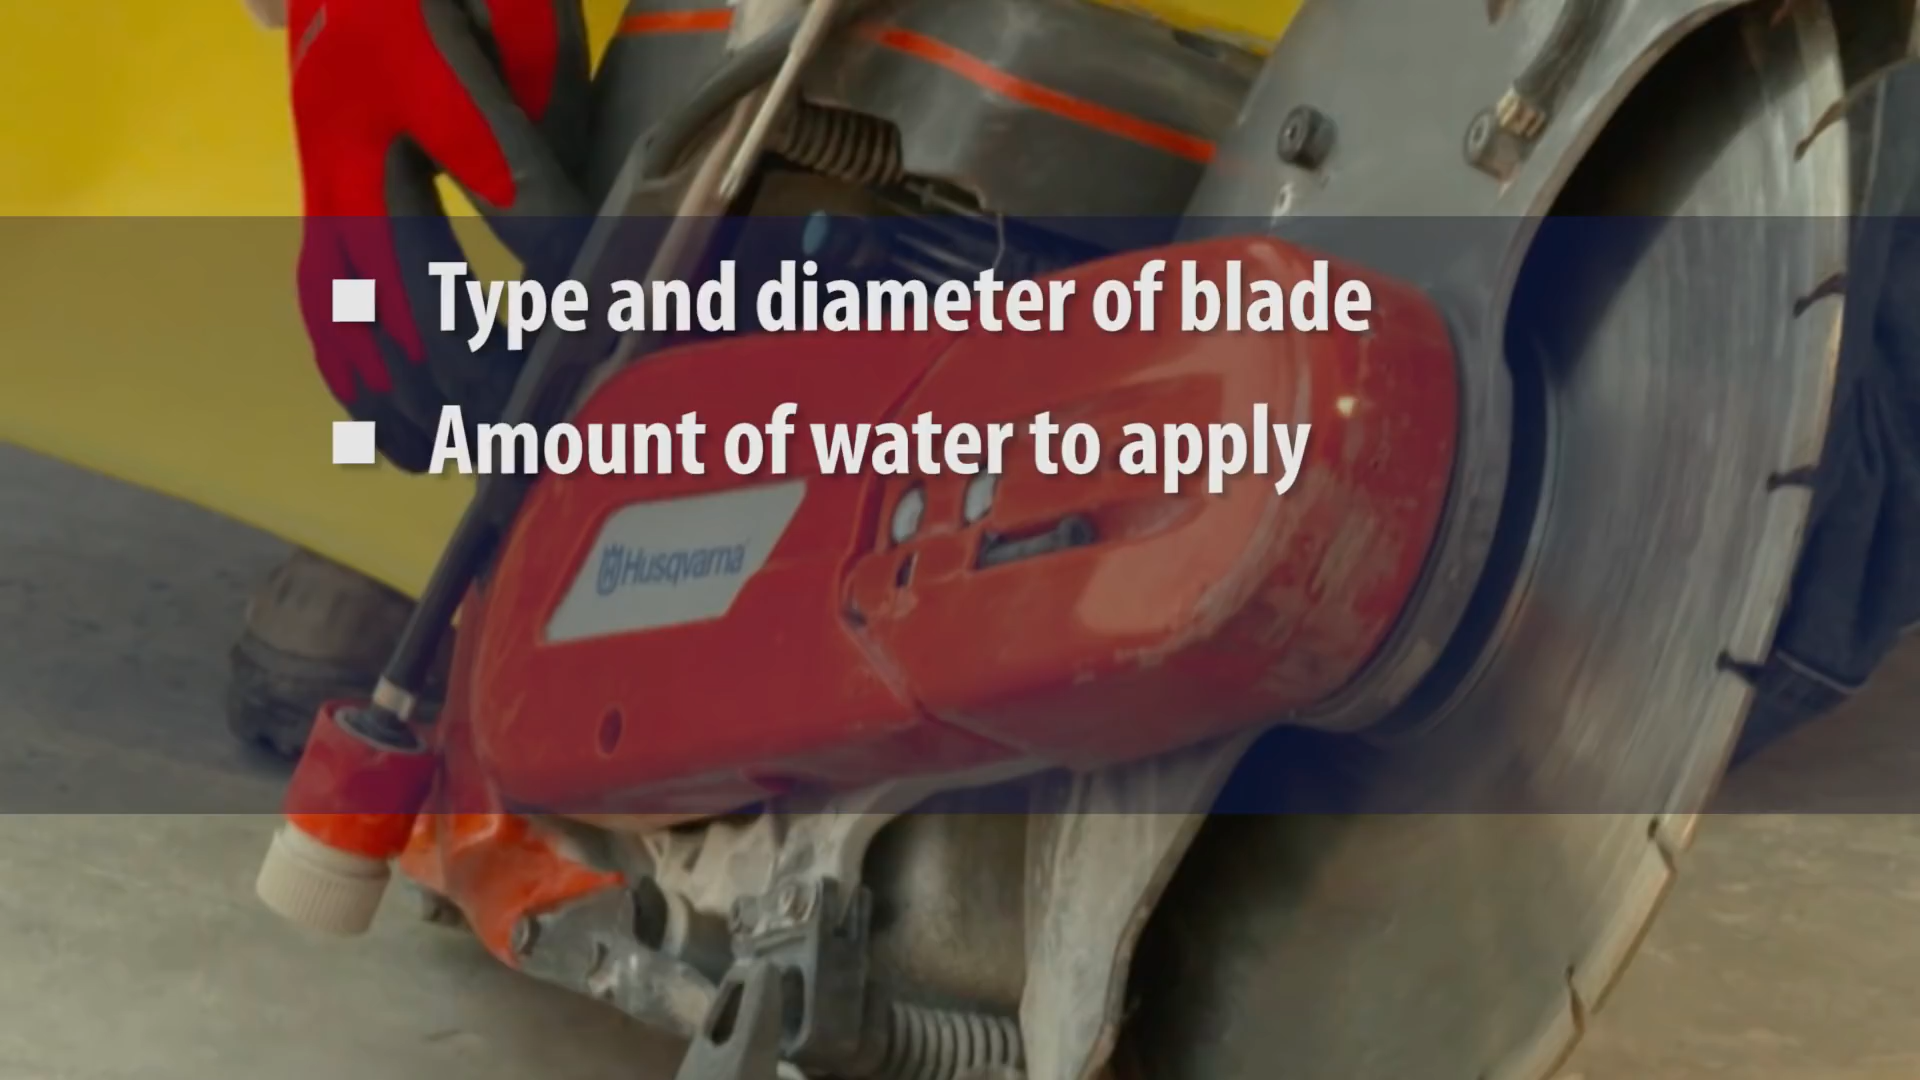 ■ Type and diameter of blade
■ Amount of water to apply
Husqvarna